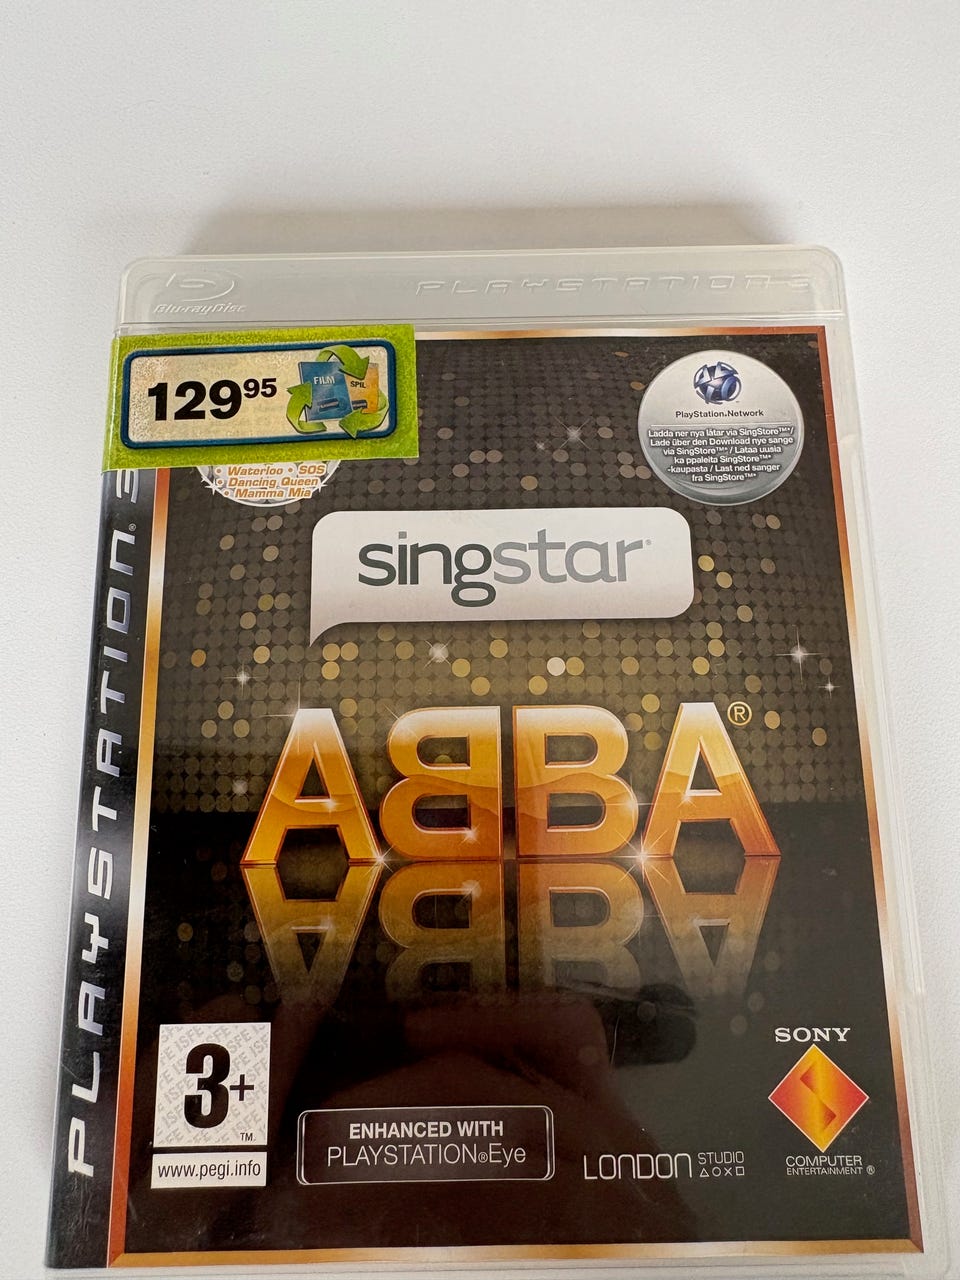 Blu-ray Disc
PLAYSTATION 3
129⁹⁵
FILM
SPIL
• Waterloo • SOS
• Dancing Queen
• Mamma Mia
PlayStation®Network
Ladda ner nya låtar via SingStore™/
Lade über den Download nye sange
via SingStore™/ Lataa uusia
ka ppaleita SingStore™
-kaupasta / Last ned sanger
fra SingStore™
PLAYSTATION®3
singstar®
ABBA®
3+
TM
www.pegi.info
ENHANCED WITH
PLAYSTATION®Eye
LONDON STUDIO
SONY
COMPUTER
ENTERTAINMENT®